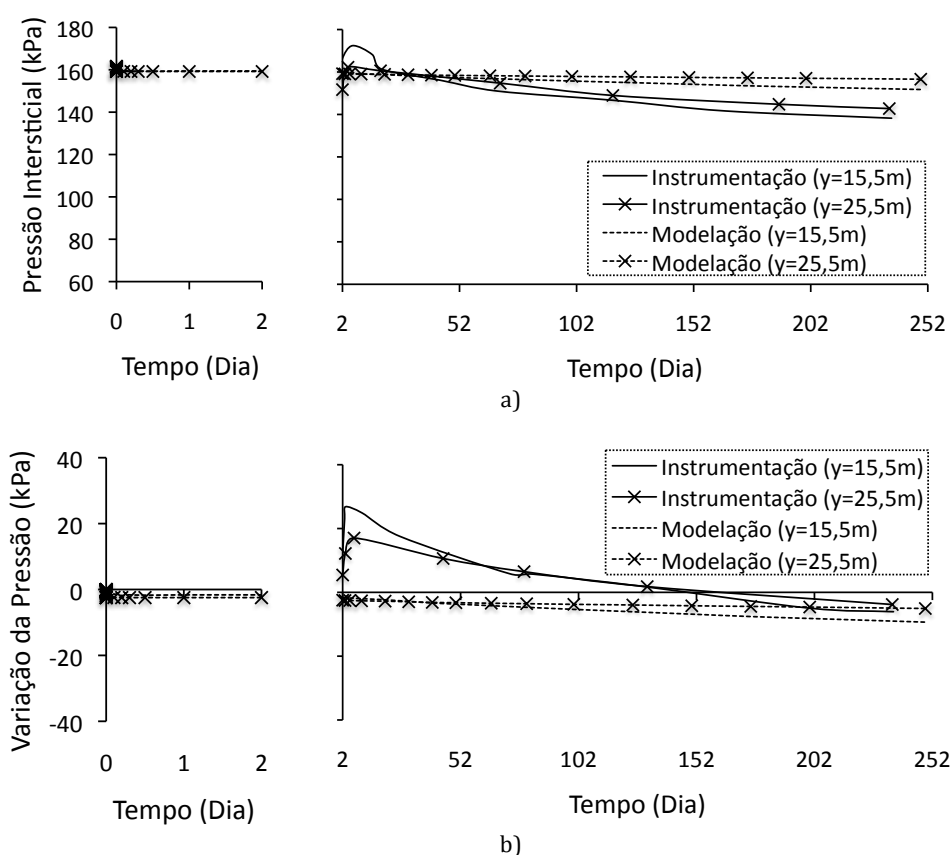 Pressão Intersticial (kPa)
180
160
140
120
100
80
60
0
1
2
Tempo (Dia)
Instrumentação (y=15,5m)
Instrumentação (y=25,5m)
Modelação (y=15,5m)
Modelação (y=25,5m)
2
52
102
152
202
252
Tempo (Dia)
a)
Variação da Pressão (kPa)
40
20
0
-20
-40
0
1
2
Tempo (Dia)
Instrumentação (y=15,5m)
Instrumentação (y=25,5m)
Modelação (y=15,5m)
Modelação (y=25,5m)
2
52
102
152
202
252
Tempo (Dia)
b)